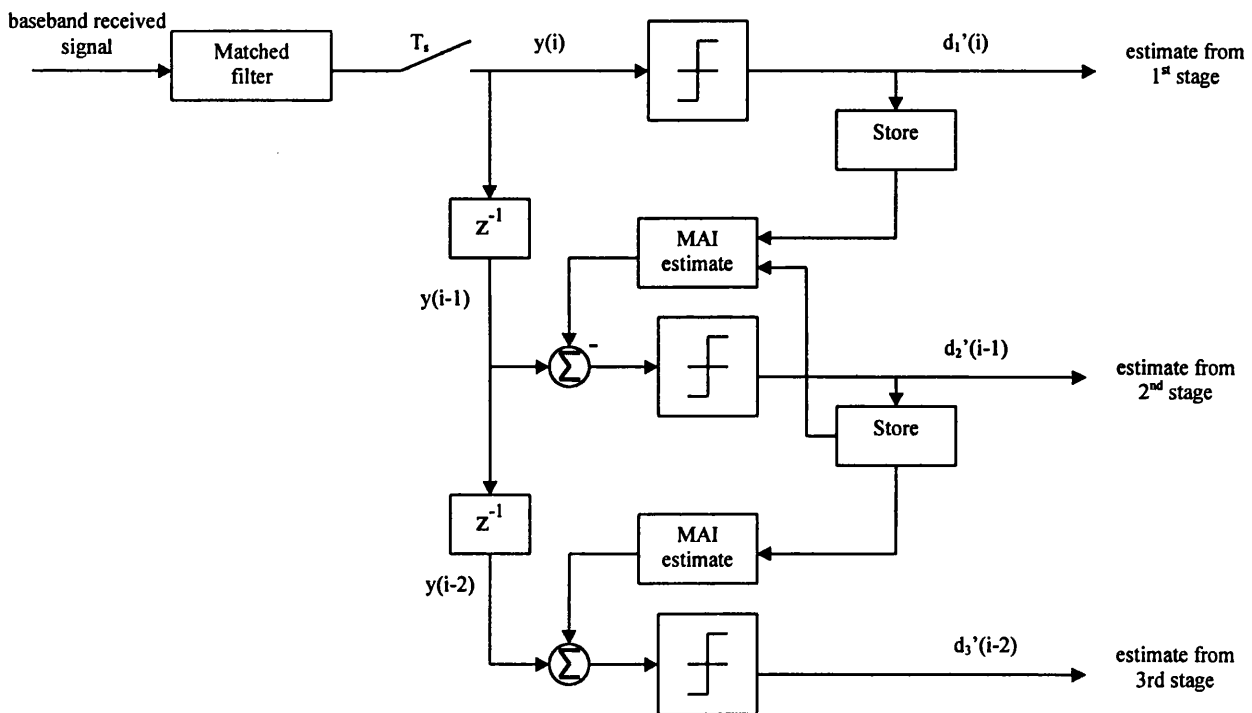 baseband received
signal
Matched
filter
Tₛ
y(i)
d₁’(i)
estimate from
1ˢᵗ stage
Store
z⁻¹
MAI
estimate
y(i-1)
-
Σ
d₂’(i-1)
estimate from
2ⁿᵈ stage
Store
z⁻¹
MAI
estimate
y(i-2)
Σ
d₃’(i-2)
estimate from
3rd stage